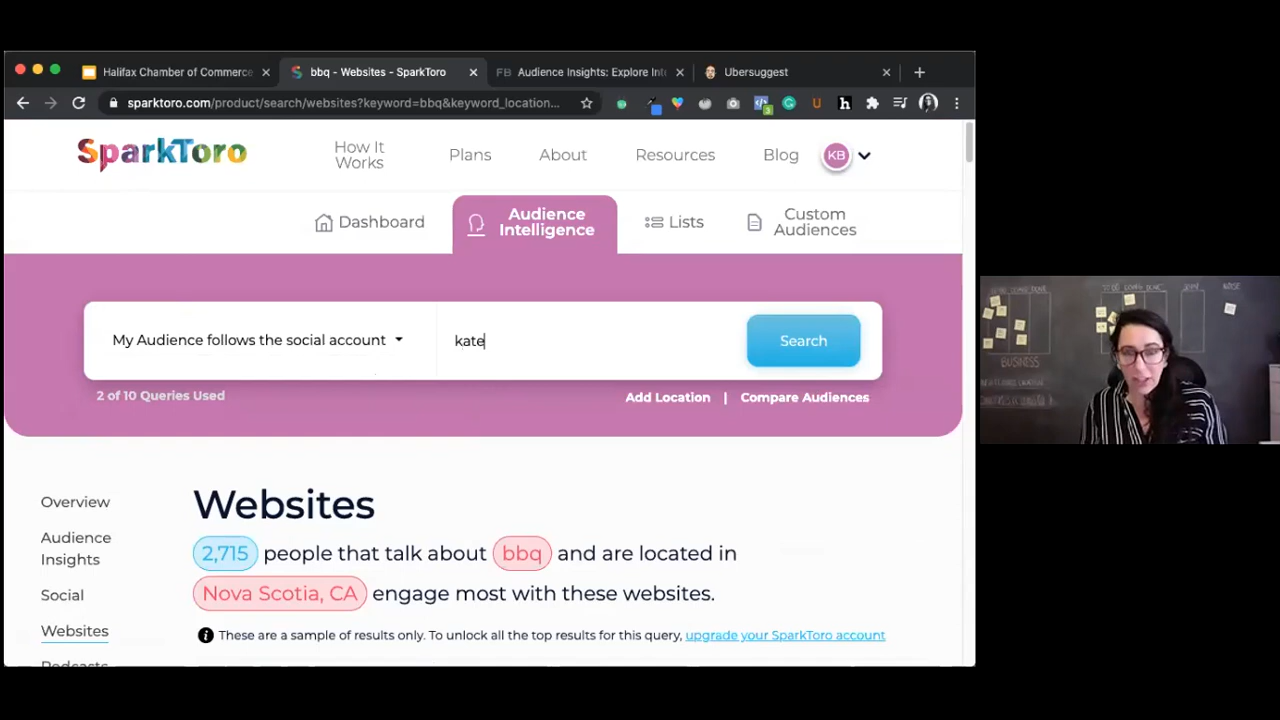 Halifax Chamber of Commerce
bbq - Websites - SparkToro
Audience Insights: Explore Inte
Ubersuggest
sparktoro.com/product/search/websites?keyword=bbq&keyword_location...
SparkToro
How It
Works
Plans
About
Resources
Blog
KB
Dashboard
Audience
Intelligence
Lists
Custom
Audiences
My Audience follows the social account
kate
Search
2 of 10 Queries Used
Add Location | Compare Audiences
Overview
Audience
Insights
Social
Websites
Podcasts
Websites
2,715 people that talk about bbq and are located in
Nova Scotia, CA engage most with these websites.
These are a sample of results only. To unlock all the top results for this query, upgrade your SparkToro account
BUSINESS